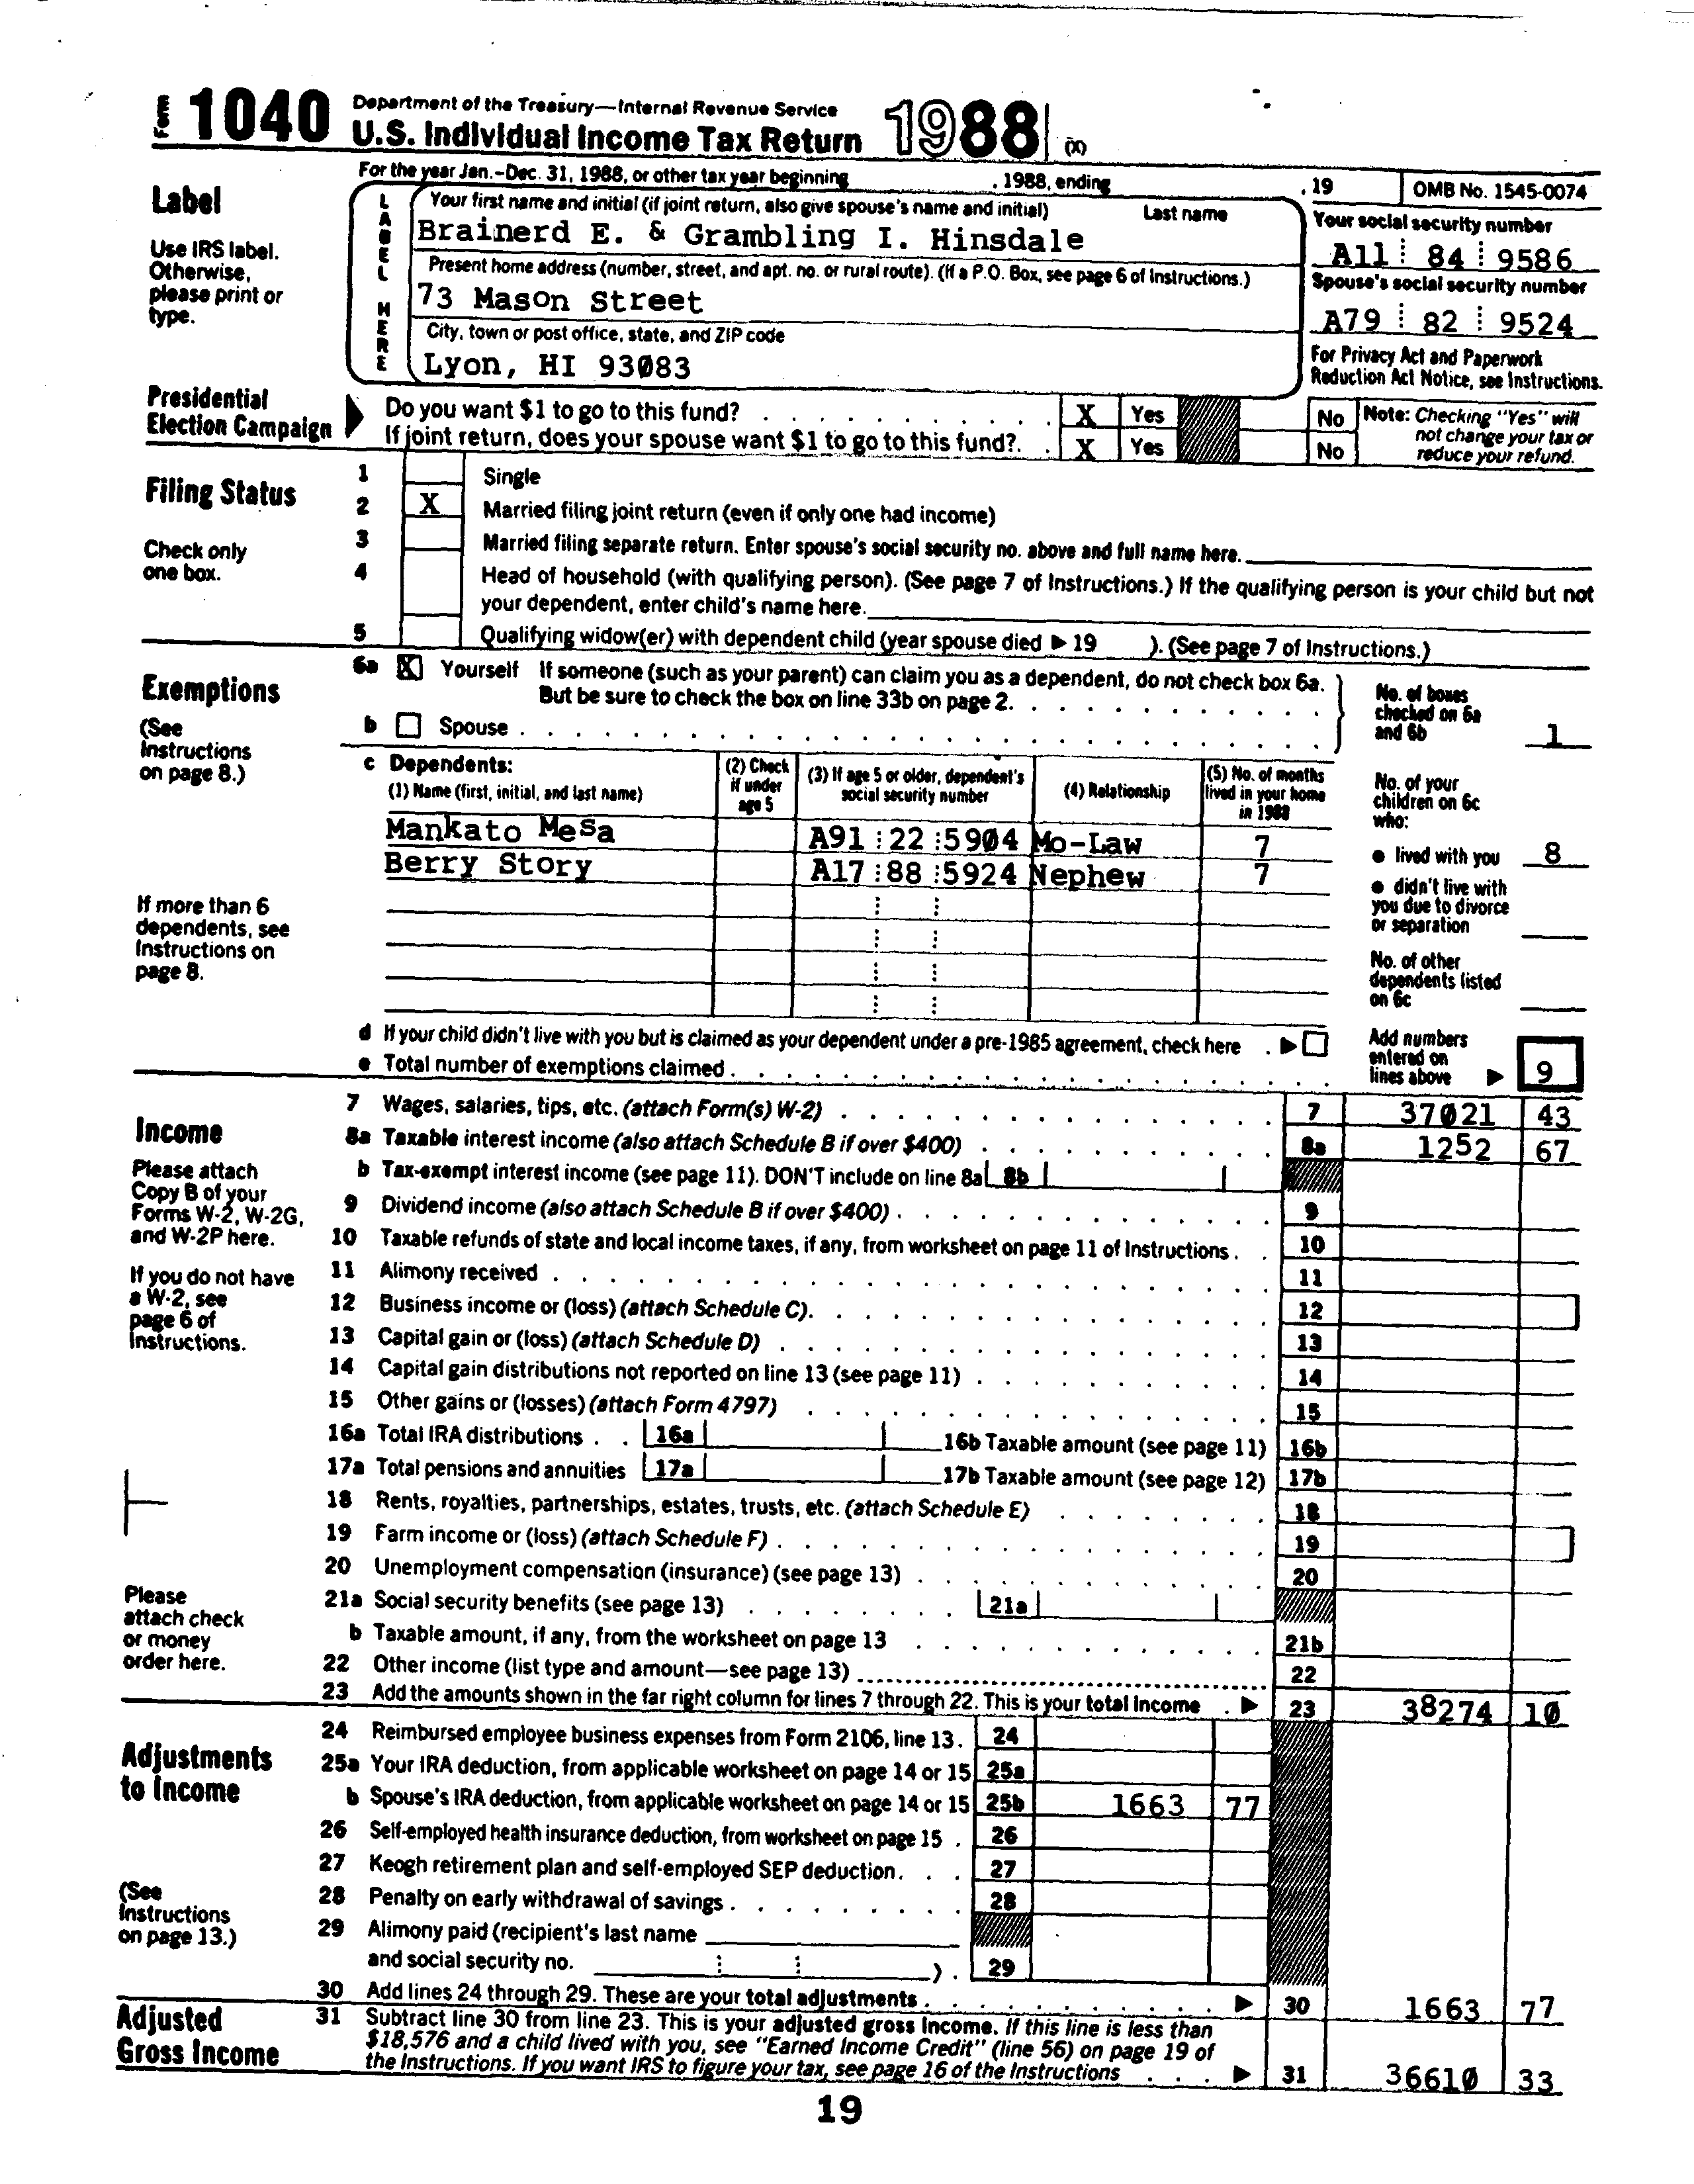 Form 1040 Department of the Treasury—Internal Revenue Service
U.S. Individual Income Tax Return 1988 (X)
For the year Jan.-Dec. 31, 1988, or other tax year beginning , 1988, ending , 19 OMB No. 1545-0074
Label
Use IRS label.
Otherwise,
please print or
type.
LABEL HERE
Your first name and initial (if joint return, also give spouse's name and initial) Last name
Brainerd E. & Grambling I. Hinsdale
Present home address (number, street, and apt. no. or rural route). (If a P.O. Box, see page 6 of Instructions.)
73 Mason Street
City, town or post office, state, and ZIP code
Lyon, HI 93083
Your social security number
A11 84 9586
Spouse's social security number
A79 82 9524
For Privacy Act and Paperwork
Reduction Act Notice, see Instructions.
Presidential
Election Campaign
Do you want $1 to go to this fund? X Yes No
If joint return, does your spouse want $1 to go to this fund?. X Yes No
Note: Checking "Yes" will
not change your tax or
reduce your refund.
Filing Status
Check only
one box.
1 Single
2 X Married filing joint return (even if only one had income)
3 Married filing separate return. Enter spouse's social security no. above and full name here.
4 Head of household (with qualifying person). (See page 7 of Instructions.) If the qualifying person is your child but not
your dependent, enter child's name here.
5 Qualifying widow(er) with dependent child (year spouse died ▶ 19 ). (See page 7 of Instructions.)
Exemptions
(See
Instructions
on page 8.)
6a X Yourself If someone (such as your parent) can claim you as a dependent, do not check box 6a.
But be sure to check the box on line 33b on page 2.
b Spouse
No. of boxes
checked on 6a
and 6b 1
c Dependents:
(1) Name (first, initial, and last name)
(2) Check
if under
age 5
(3) If age 5 or older, dependent's
social security number
(4) Relationship
(5) No. of months
lived in your home
in 1988
Mankato Mesa A91 22 5904 Mo-Law 7
Berry Story A17 88 5924 Nephew 7
If more than 6
dependents, see
Instructions on
page 8.
No. of your
children on 6c
who:
● lived with you 8
● didn't live with
you due to divorce
or separation
No. of other
dependents listed
on 6c
d If your child didn't live with you but is claimed as your dependent under a pre-1985 agreement, check here ▶
e Total number of exemptions claimed
Add numbers
entered on
lines above ▶ 9
Income
Please attach
Copy B of your
Forms W-2, W-2G,
and W-2P here.
If you do not have
a W-2, see
page 6 of
Instructions.
Please
attach check
or money
order here.
7 Wages, salaries, tips, etc. (attach Form(s) W-2) 7 37021 43
8a Taxable interest income (also attach Schedule B if over $400) 8a 1252 67
b Tax-exempt interest income (see page 11). DON'T include on line 8a 8b
9 Dividend income (also attach Schedule B if over $400) 9
10 Taxable refunds of state and local income taxes, if any, from worksheet on page 11 of Instructions. 10
11 Alimony received 11
12 Business income or (loss) (attach Schedule C). 12
13 Capital gain or (loss) (attach Schedule D) 13
14 Capital gain distributions not reported on line 13 (see page 11) 14
15 Other gains or (losses) (attach Form 4797) 15
16a Total IRA distributions 16a 16b Taxable amount (see page 11) 16b
17a Total pensions and annuities 17a 17b Taxable amount (see page 12) 17b
18 Rents, royalties, partnerships, estates, trusts, etc. (attach Schedule E) 18
19 Farm income or (loss) (attach Schedule F) 19
20 Unemployment compensation (insurance) (see page 13) 20
21a Social security benefits (see page 13) 21a
b Taxable amount, if any, from the worksheet on page 13 21b
22 Other income (list type and amount—see page 13) 22
23 Add the amounts shown in the far right column for lines 7 through 22. This is your total income ▶ 23 38274 10
Adjustments
to Income
(See
Instructions
on page 13.)
24 Reimbursed employee business expenses from Form 2106, line 13. 24
25a Your IRA deduction, from applicable worksheet on page 14 or 15 25a
b Spouse's IRA deduction, from applicable worksheet on page 14 or 15 25b 1663 77
26 Self-employed health insurance deduction, from worksheet on page 15 . 26
27 Keogh retirement plan and self-employed SEP deduction. 27
28 Penalty on early withdrawal of savings 28
29 Alimony paid (recipient's last name
and social security no. ). 29
30 Add lines 24 through 29. These are your total adjustments ▶ 30 1663 77
Adjusted
Gross Income
31 Subtract line 30 from line 23. This is your adjusted gross income. If this line is less than
$18,576 and a child lived with you, see "Earned Income Credit" (line 56) on page 19 of
the Instructions. If you want IRS to figure your tax, see page 16 of the Instructions ▶ 31 36610 33
19